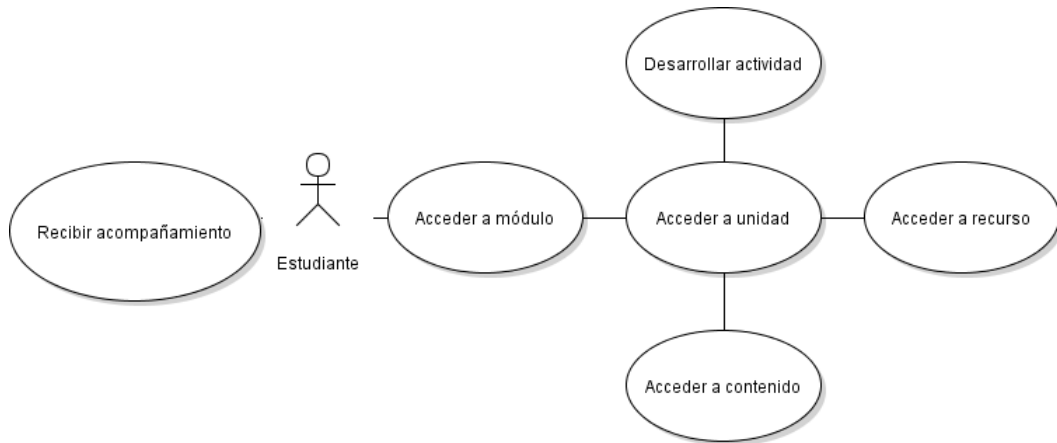 Desarrollar actividad
Recibir acompañamiento
Estudiante
Acceder a módulo
Acceder a unidad
Acceder a recurso
Acceder a contenido